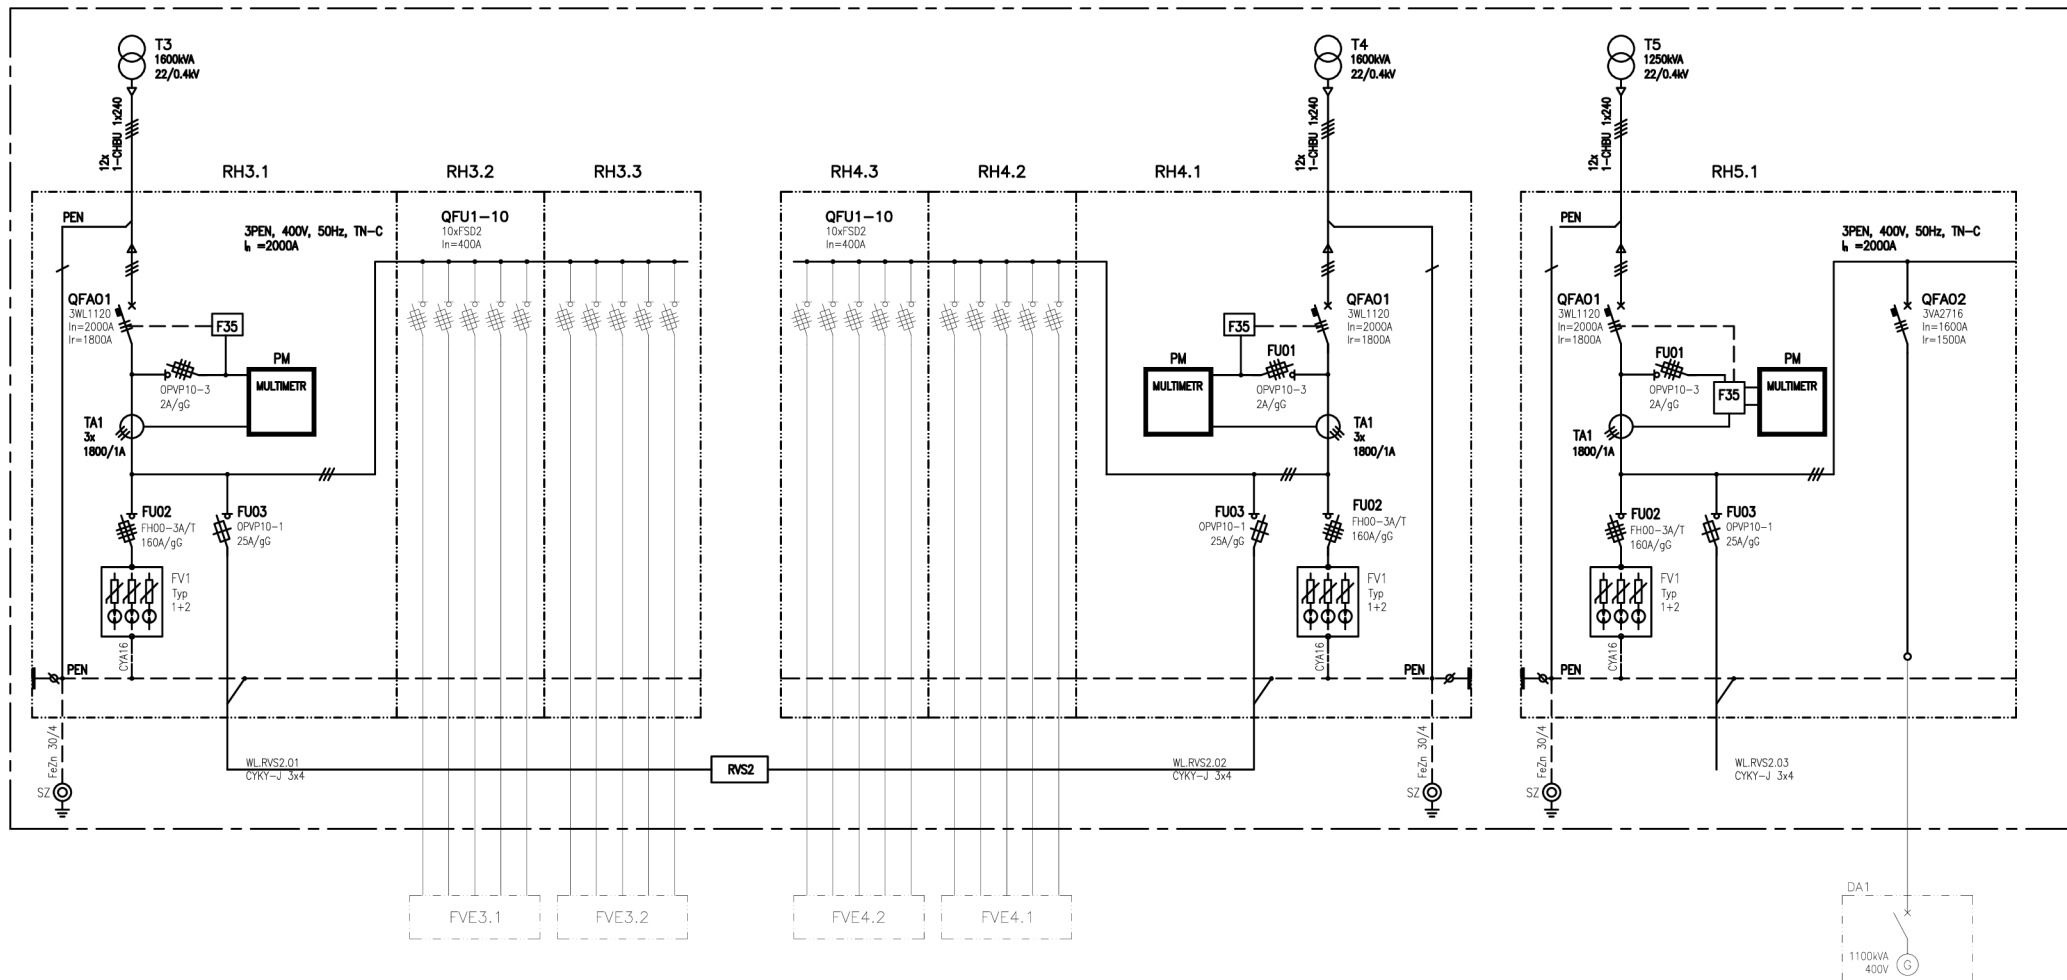 T3
1600kVA
22/0.4kV
T4
1600kVA
22/0.4kV
T5
1250kVA
22/0.4kV
12x
1-CHBU 1x240
12x
1-CHBU 1x240
12x
1-CHBU 1x240
RH3.1
RH3.2
RH3.3
RH4.3
RH4.2
RH4.1
RH5.1
PEN
3PEN, 400V, 50Hz, TN-C
In =2000A
QFU1-10
10xFSD2
In=400A
QFU1-10
10xFSD2
In=400A
PEN
3PEN, 400V, 50Hz, TN-C
In =2000A
QFA01
3WL1120
In=2000A
Ir=1800A
F35
PM
MULTIMETR
OPVP10-3
2A/gG
TA1
3x
1800/1A
FU02
FH00-3A/T
160A/gG
FU03
OPVP10-1
25A/gG
FV1
Typ
1+2
CYA16
PEN
QFA01
3WL1120
In=2000A
Ir=1800A
F35
FU01
PM
MULTIMETR
OPVP10-3
2A/gG
TA1
3x
1800/1A
FU03
OPVP10-1
25A/gG
FU02
FH00-3A/T
160A/gG
FV1
Typ
1+2
CYA16
PEN
QFA01
3WL1120
In=2000A
Ir=1800A
FU01
PM
MULTIMETR
OPVP10-3
2A/gG
F35
TA1
1800/1A
QFA02
3VA2716
In=1600A
Ir=1500A
FU02
FH00-3A/T
160A/gG
FU03
OPVP10-1
25A/gG
FV1
Typ
1+2
CYA16
PEN
FeZn 30/4
SZ
WL.RVS2.01
CYKY-J 3x4
RVS2
WL.RVS2.02
CYKY-J 3x4
FeZn 30/4
SZ
FeZn 30/4
SZ
WL.RVS2.03
CYKY-J 3x4
FVE3.1
FVE3.2
FVE4.2
FVE4.1
DA1
1100kVA
400V
G